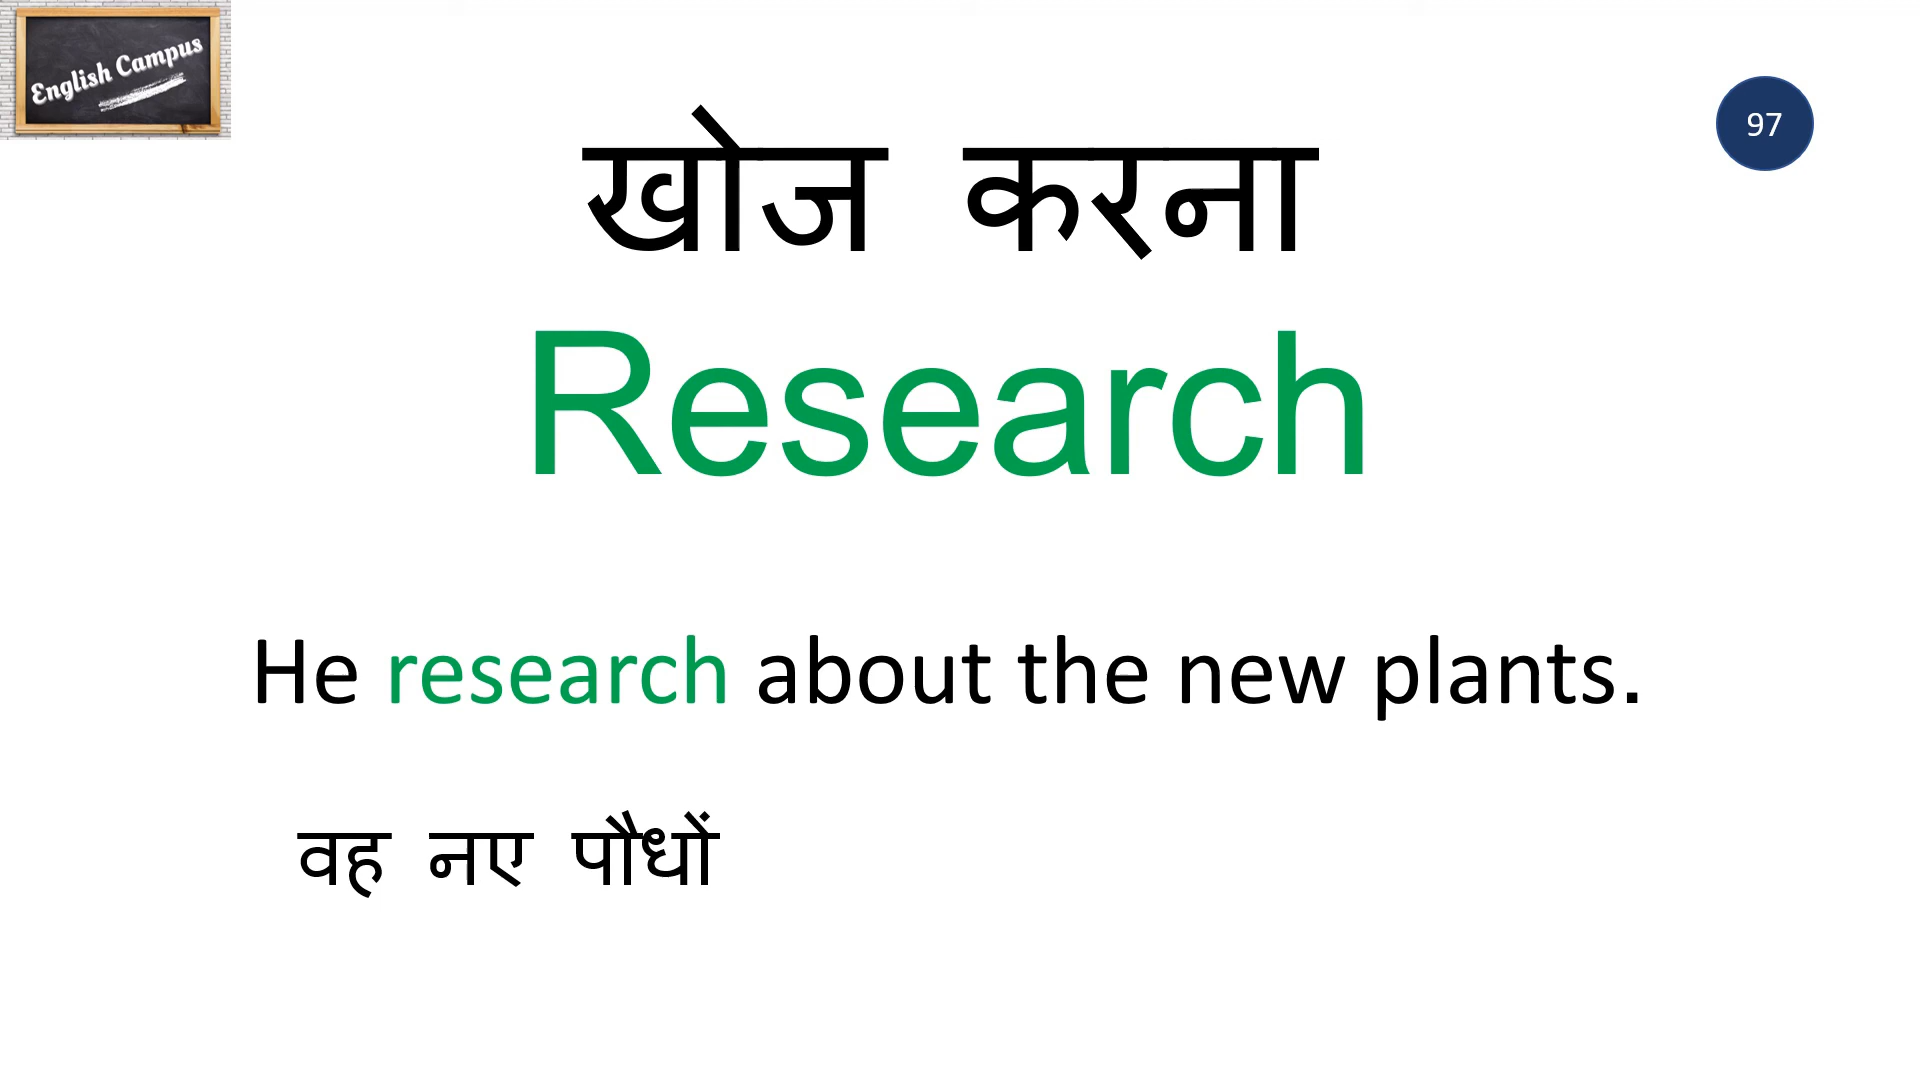 English Campus
97
खोज करना
Research
He research about the new plants.
वह नए पौधों